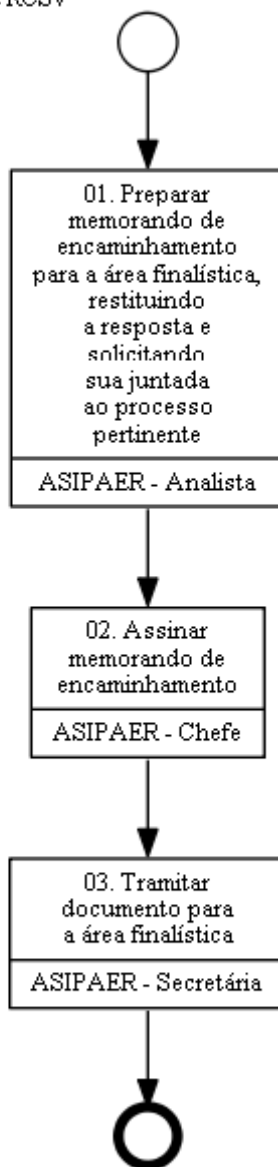 01. Preparar
memorando de
encaminhamento
para a área finalística,
restituindo
a resposta e
solicitando
sua juntada
ao processo
pertinente
ASIPAER - Analista
02. Assinar
memorando de
encaminhamento
ASIPAER - Chefe
03. Tramitar
documento para
a área finalística
ASIPAER - Secretária